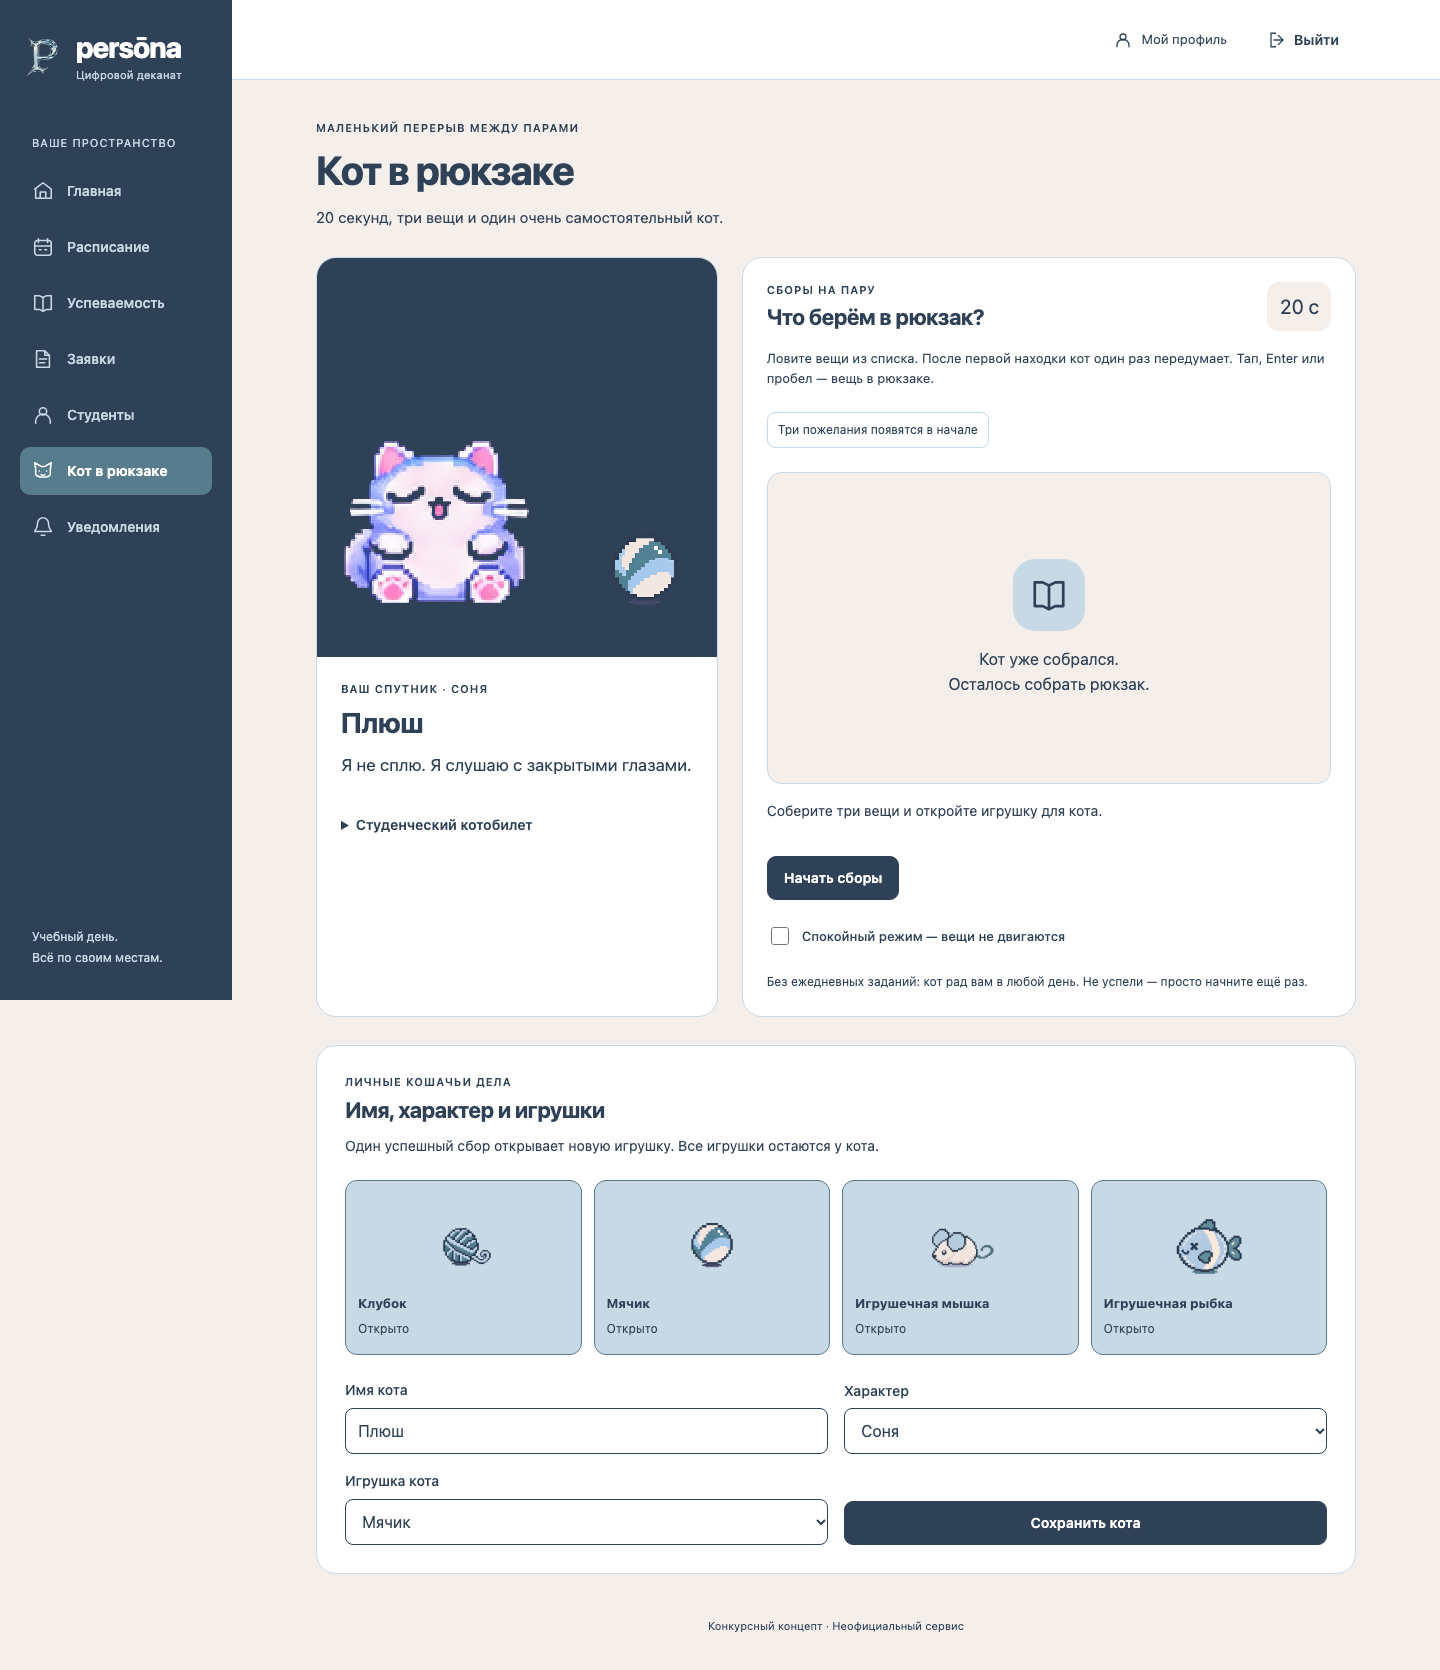 persōna
Цифровой деканат
ВАШЕ ПРОСТРАНСТВО
Главная
Расписание
Успеваемость
Заявки
Студенты
Кот в рюкзаке
Уведомления
Учебный день.
Всё по своим местам.
Мой профиль
Выйти
МАЛЕНЬКИЙ ПЕРЕРЫВ МЕЖДУ ПАРАМИ
Кот в рюкзаке
20 секунд, три вещи и один очень самостоятельный кот.
ВАШ СПУТНИК · СОНЯ
Плюш
Я не сплю. Я слушаю с закрытыми глазами.
Студенческий котобилет
СБОРЫ НА ПАРУ
Что берём в рюкзак?
20 с
Ловите вещи из списка. После первой находки кот один раз передумает. Тап, Enter или
пробел — вещь в рюкзаке.
Три пожелания появятся в начале
Кот уже собрался.
Осталось собрать рюкзак.
Соберите три вещи и откройте игрушку для кота.
Начать сборы
Спокойный режим — вещи не двигаются
Без ежедневных заданий: кот рад вам в любой день. Не успели — просто начните ещё раз.
ЛИЧНЫЕ КОШАЧЬИ ДЕЛА
Имя, характер и игрушки
Один успешный сбор открывает новую игрушку. Все игрушки остаются у кота.
Клубок
Открыто
Мячик
Открыто
Игрушечная мышка
Открыто
Игрушечная рыбка
Открыто
Имя кота
Плюш
Характер
Соня
Игрушка кота
Мячик
Сохранить кота
Конкурсный концепт · Неофициальный сервис